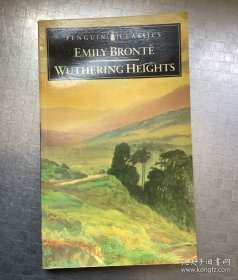 PENGUIN CLASSICS
EMILY BRONTË
WUTHERING HEIGHTS